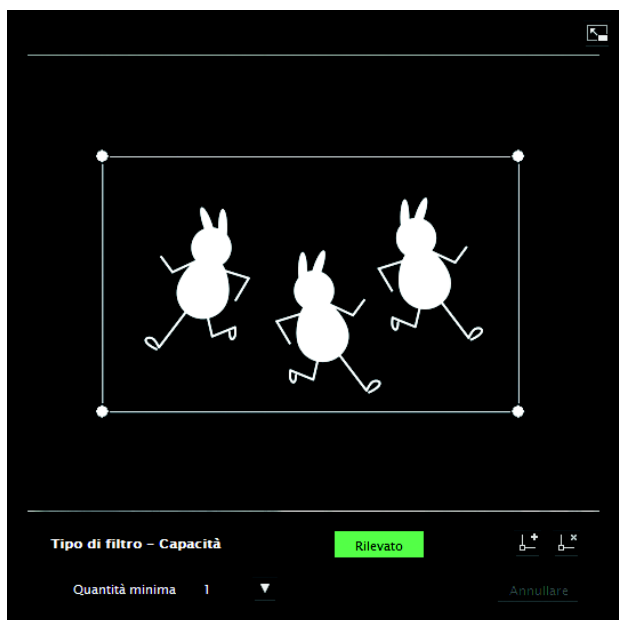 Tipo di filtro – Capacità Rilevato
Quantità minima 1
Annullare